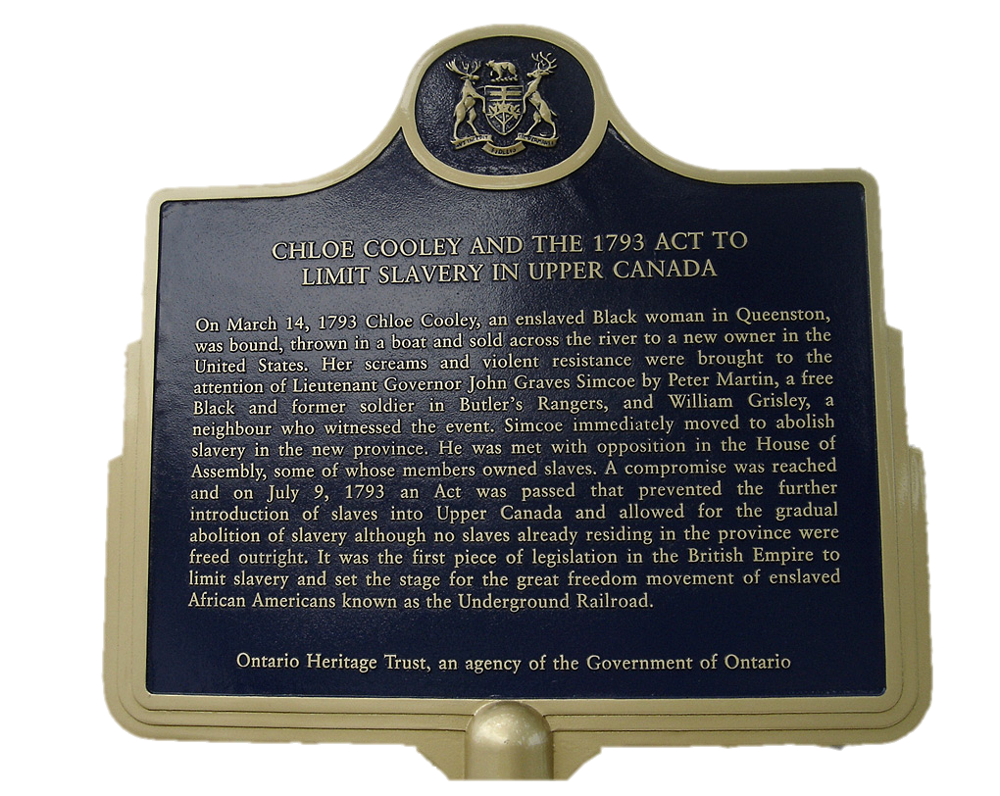 CHLOE COOLEY AND THE 1793 ACT TO
LIMIT SLAVERY IN UPPER CANADA
On March 14, 1793 Chloe Cooley, an enslaved Black woman in Queenston,
was bound, thrown in a boat and sold across the river to a new owner in the
United States. Her screams and violent resistance were brought to the
attention of Lieutenant Governor John Graves Simcoe by Peter Martin, a free
Black and former soldier in Butler's Rangers, and William Grisley, a
neighbour who witnessed the event. Simcoe immediately moved to abolish
slavery in the new province. He was met with opposition in the House of
Assembly, some of whose members owned slaves. A compromise was reached
and on July 9, 1793 an Act was passed that prevented the further
introduction of slaves into Upper Canada and allowed for the gradual
abolition of slavery although no slaves already residing in the province were
freed outright. It was the first piece of legislation in the British Empire to
limit slavery and set the stage for the great freedom movement of enslaved
African Americans known as the Underground Railroad.
Ontario Heritage Trust, an agency of the Government of Ontario